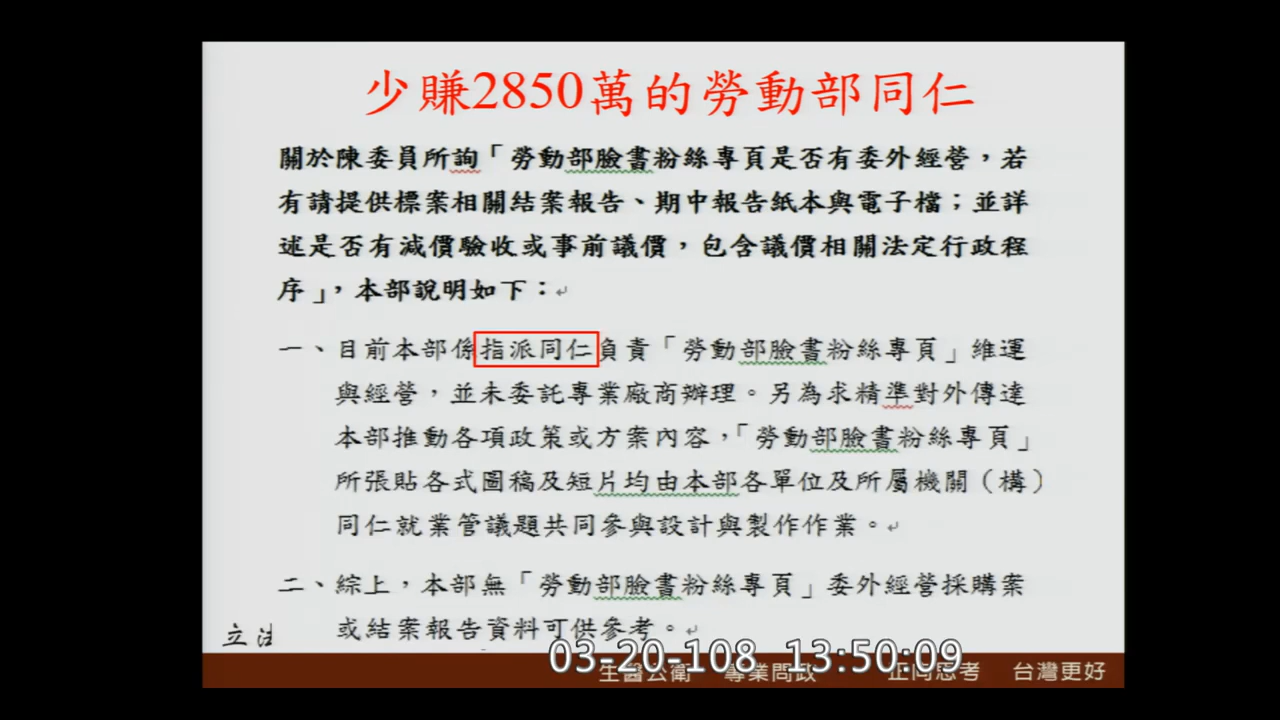 少賺2850萬的勞動部同仁
關於陳委員所詢「勞動部臉書粉絲專頁是否有委外經營，若
有請提供標案相關結案報告、期中報告紙本與電子檔；並詳
述是否有減價驗收或事前議價，包含議價相關法定行政程
序」，本部說明如下：
一、目前本部係指派同仁負責「勞動部臉書粉絲專頁」維運
與經營，並未委託專業廠商辦理。另為求精準對外傳達
本部推動各項政策或方案內容，「勞動部臉書粉絲專頁」
所張貼各式圖稿及短片均由本部各單位及所屬機關（構）
同仁就業管議題共同參與設計與製作作業。
二、綜上，本部無「勞動部臉書粉絲專頁」委外經營採購案
或結案報告資料可供參考。
立法
03-20-108 13:50:09
生醫公衛 專業問政 正向思考 台灣更好